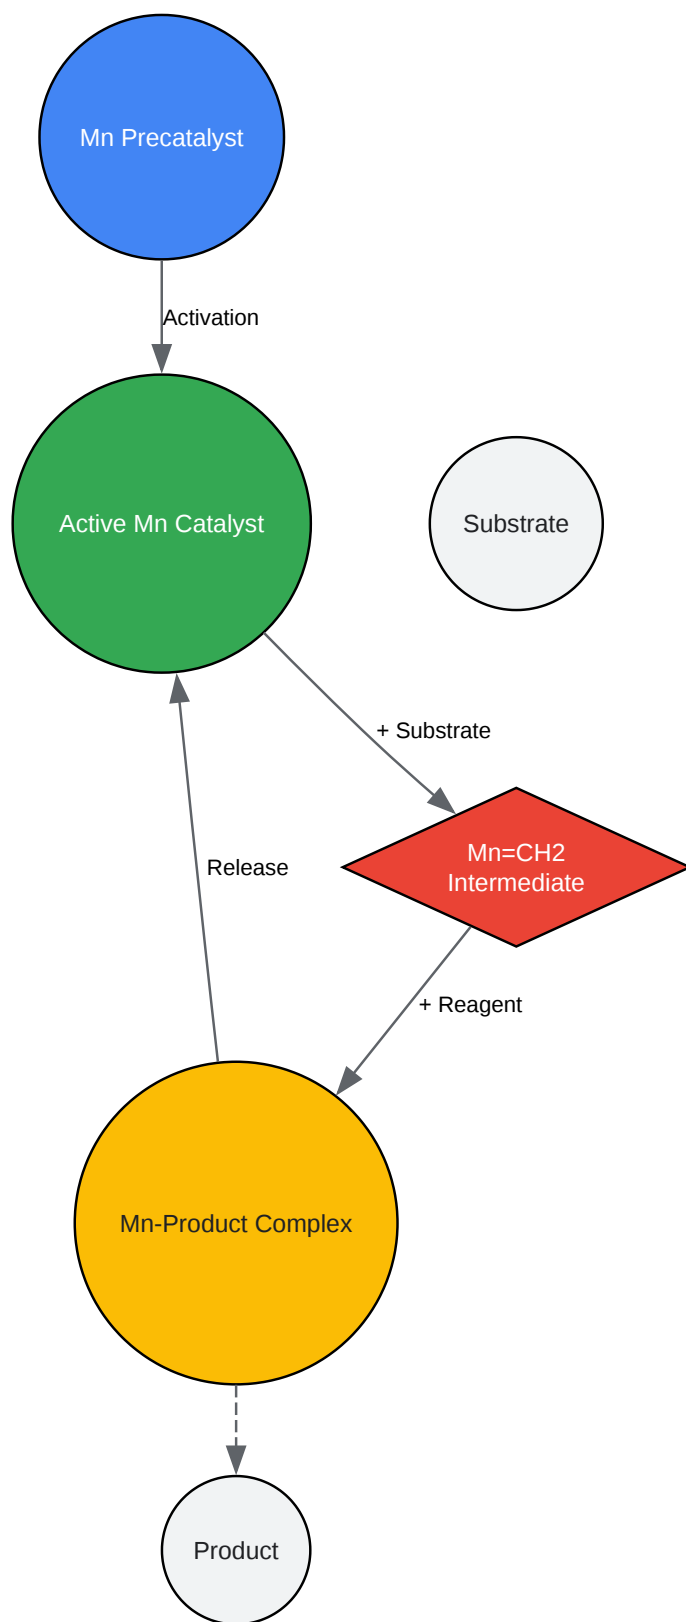 Mn Precatalyst
Activation
Active Mn Catalyst
Substrate
+ Substrate
Mn=CH2
Intermediate
Release
+ Reagent
Mn-Product Complex
Product